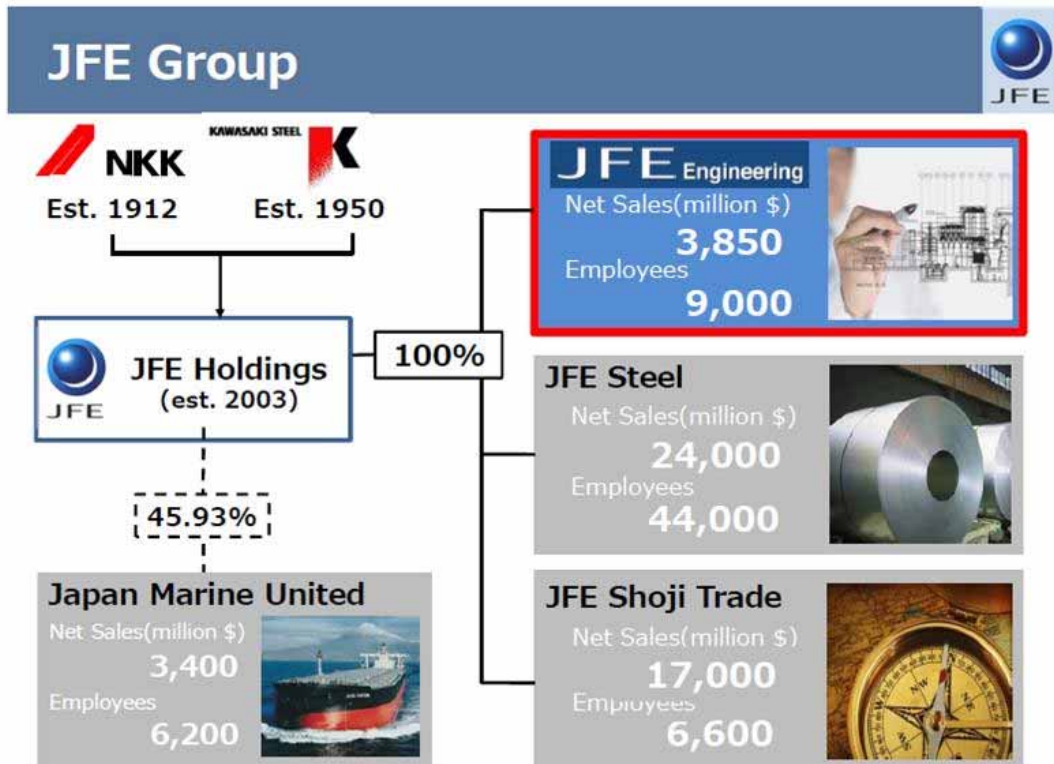 JFE Group
JFE
NKK
KAWASAKI STEEL
Est. 1912
Est. 1950
JFE Holdings
(est. 2003)
JFE
100%
45.93%
Japan Marine United
Net Sales(million $)
3,400
Employees
6,200
JFE Engineering
Net Sales(million $)
3,850
Employees
9,000
JFE Steel
Net Sales(million $)
24,000
Employees
44,000
JFE Shoji Trade
Net Sales(million $)
17,000
Employees
6,600
N/W
N/E
S/W
S/E